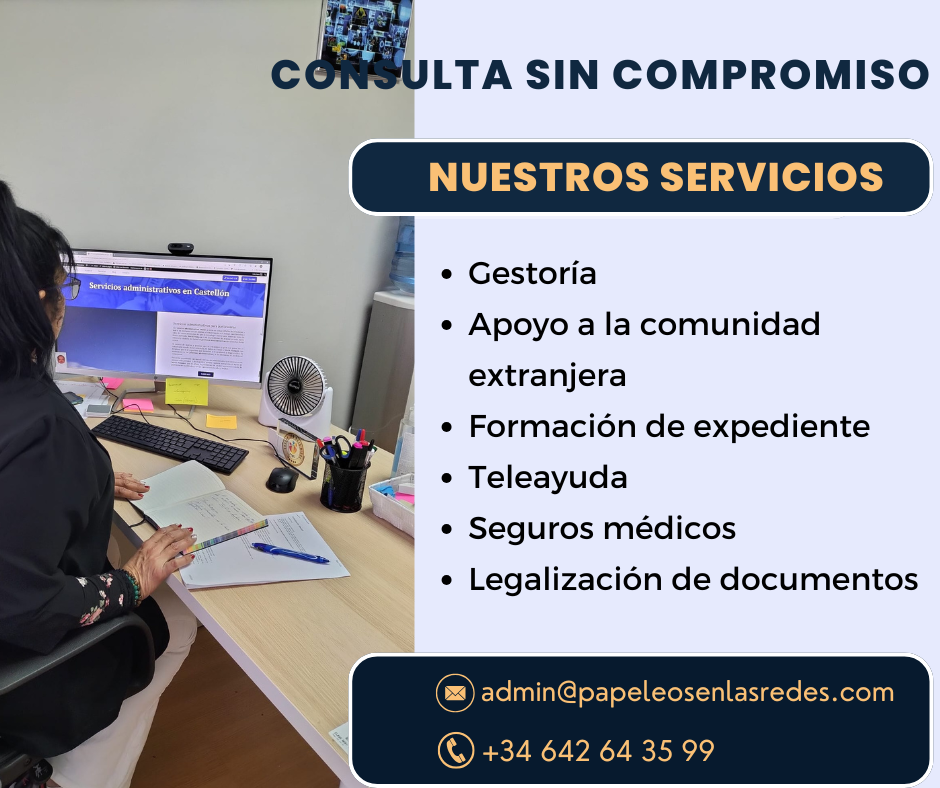 CONSULTA SIN COMPROMISO
NUESTROS SERVICIOS
Servicios administrativos en Castellón
• Gestoría
• Apoyo a la comunidad
extranjera
• Formación de expediente
• Teleayuda
• Seguros médicos
• Legalización de documentos
admin@papeleosenlasredes.com
+34 642 64 35 99